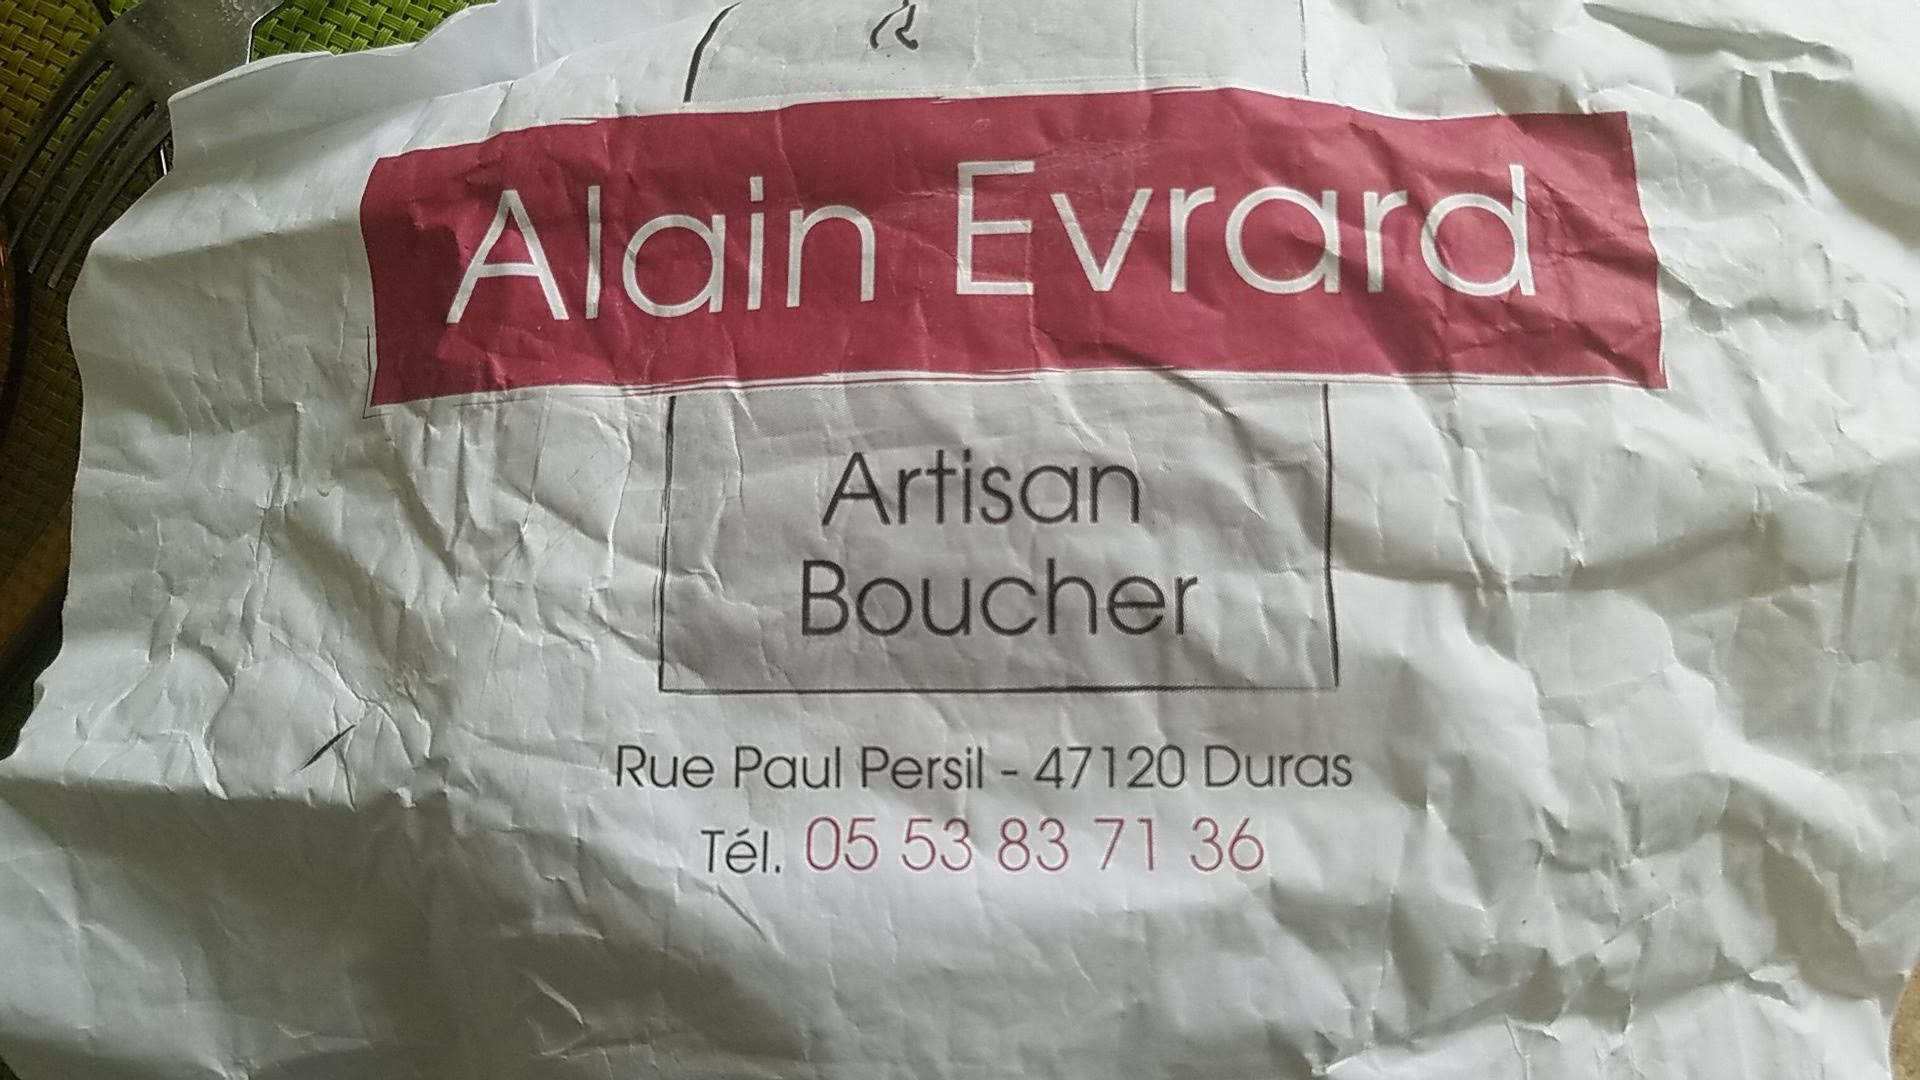 Alain Evrard
Artisan
Boucher
Rue Paul Persil - 47120 Duras
Tél. 05 53 83 71 36